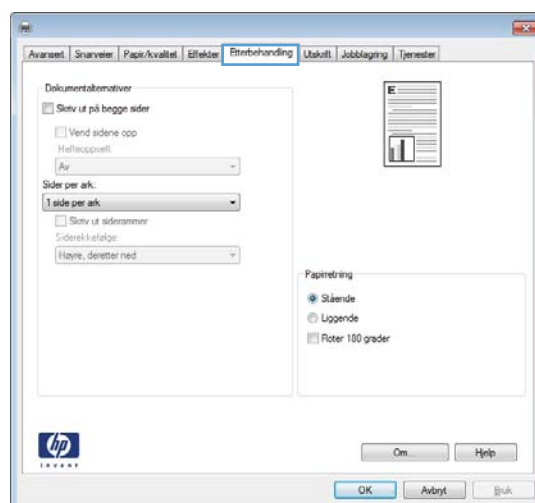 Avansert Snarveier Papir/kvalitet Effekter Etterbehandling Utskrift Jobblagring Tjenester
Dokumentalternativer
Skriv ut på begge sider
Vend sidene opp
Hefteoppsett:
Av
Sider per ark:
1 side per ark
Skriv ut siderammer
Siderekkefølge:
Høyre, deretter ned
E
Papirretning
Stående
Liggende
Roter 180 grader
hp
invent
Om... Hjelp
OK Avbryt Bruk